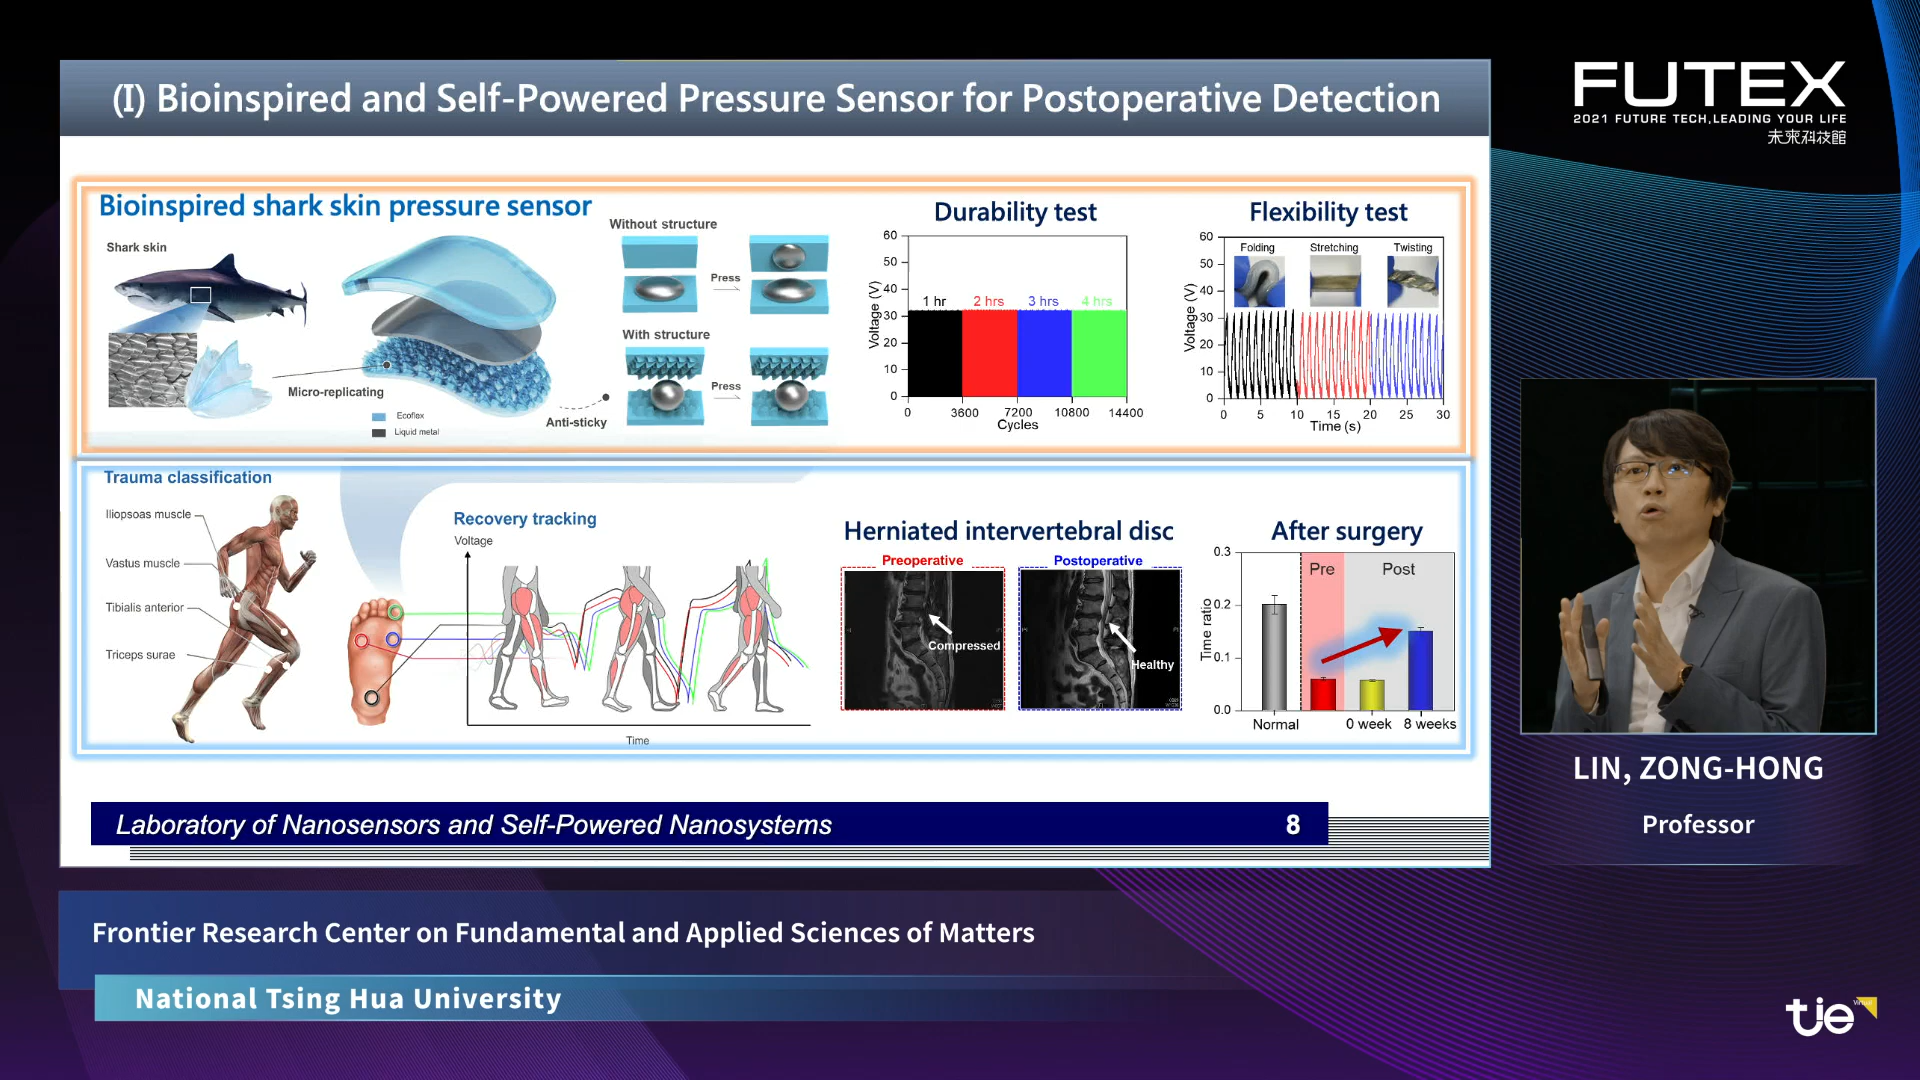 (I) Bioinspired and Self-Powered Pressure Sensor for Postoperative Detection
FUTEX
2021 FUTURE TECH,LEADING YOUR LIFE
未來科技館
Bioinspired shark skin pressure sensor
Shark skin
Micro-replicating
Ecoflex
Liquid metal
Anti-sticky
Without structure
Press
With structure
Press
Durability test
Voltage (V)
60
50
40
30
20
10
0
1 hr
2 hrs
3 hrs
4 hrs
0
3600
7200
10800
14400
Cycles
Flexibility test
Voltage (V)
60
50
40
30
20
10
0
Folding
Stretching
Twisting
0
5
10
15
20
25
30
Time (s)
Trauma classification
Iliopsoas muscle
Vastus muscle
Tibialis anterior
Triceps surae
Recovery tracking
Voltage
Time
Herniated intervertebral disc
Preoperative
Compressed
Postoperative
Healthy
After surgery
Time ratio
0.3
0.2
0.1
0.0
Pre
Post
Normal
0 week
8 weeks
Laboratory of Nanosensors and Self-Powered Nanosystems
8
LIN, ZONG-HONG
Professor
Frontier Research Center on Fundamental and Applied Sciences of Matters
National Tsing Hua University
tie
Virtual